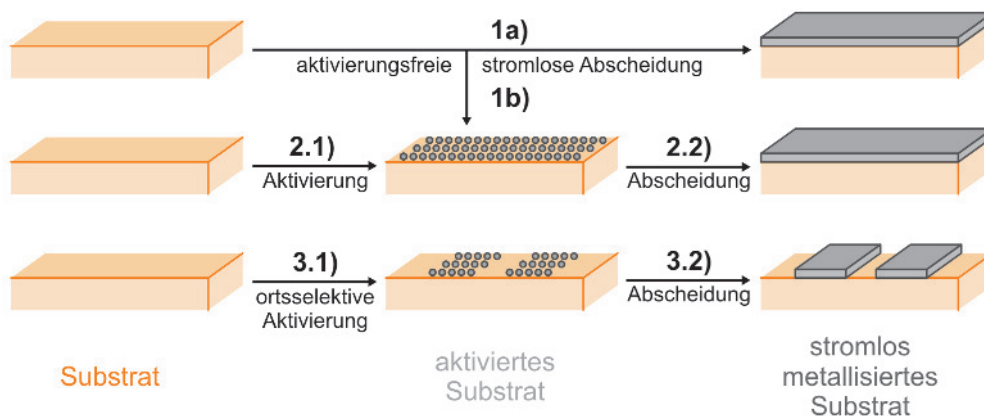 1a)
aktivierungsfreie stromlose Abscheidung
1b)
2.1)
Aktivierung
2.2)
Abscheidung
3.1)
ortsselektive
Aktivierung
3.2)
Abscheidung
Substrat
aktiviertes
Substrat
stromlos
metallisiertes
Substrat